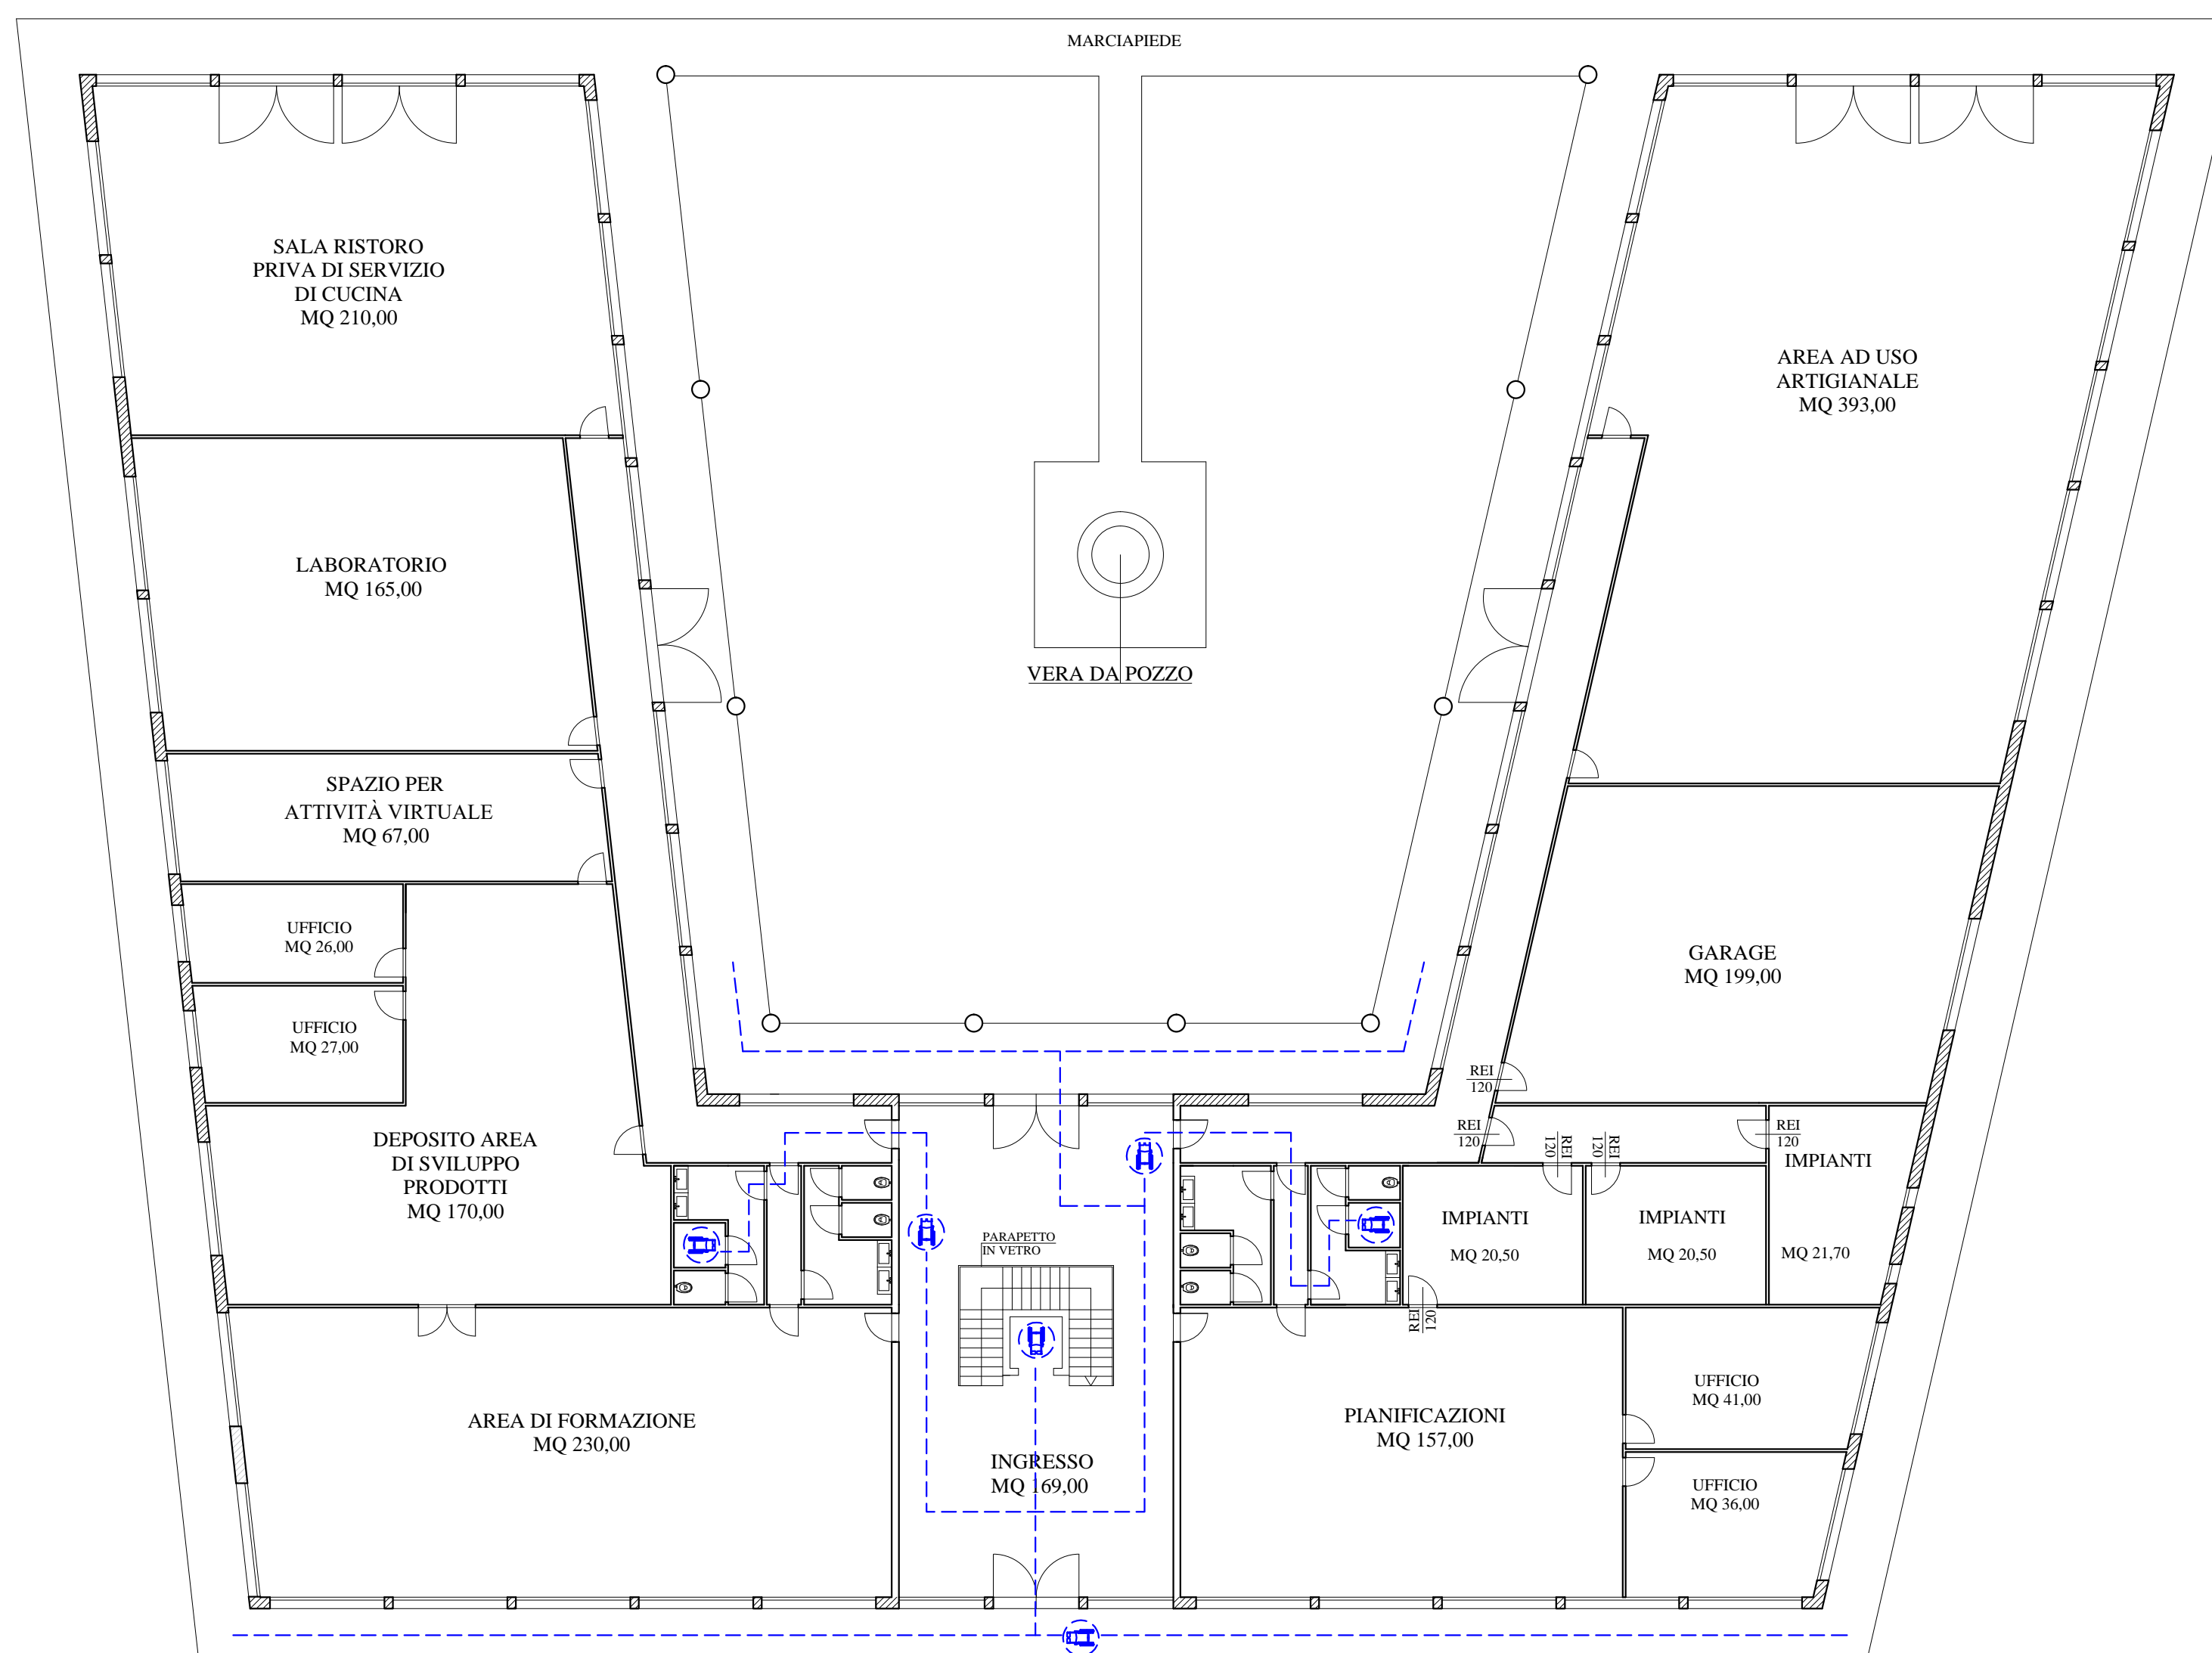 MARCIAPIEDE
SALA RISTORO
PRIVA DI SERVIZIO
DI CUCINA
MQ 210,00
AREA AD USO
ARTIGIANALE
MQ 393,00
LABORATORIO
MQ 165,00
VERA DA POZZO
SPAZIO PER
ATTIVITÀ VIRTUALE
MQ 67,00
UFFICIO
MQ 26,00
GARAGE
MQ 199,00
UFFICIO
MQ 27,00
REI
120
REI
120
REI
120
REI
120
REI
120
IMPIANTI
MQ 21,70
DEPOSITO AREA
DI SVILUPPO
PRODOTTI
MQ 170,00
PARAPETTO
IN VETRO
IMPIANTI
MQ 20,50
IMPIANTI
MQ 20,50
REI
120
UFFICIO
MQ 41,00
AREA DI FORMAZIONE
MQ 230,00
INGRESSO
MQ 169,00
PIANIFICAZIONI
MQ 157,00
UFFICIO
MQ 36,00